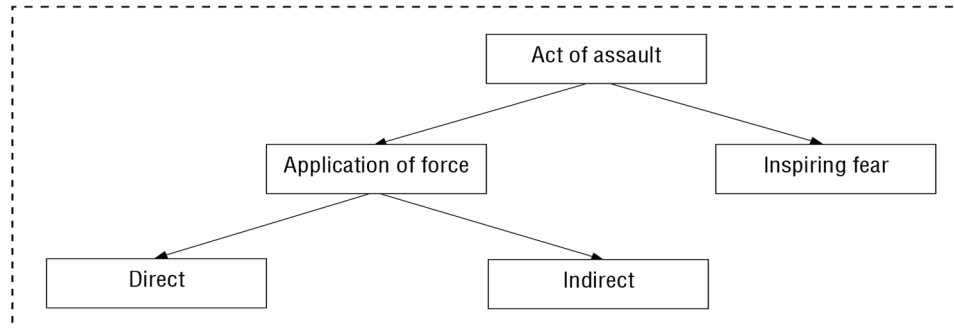 Act of assault
Application of force
Inspiring fear
Direct
Indirect